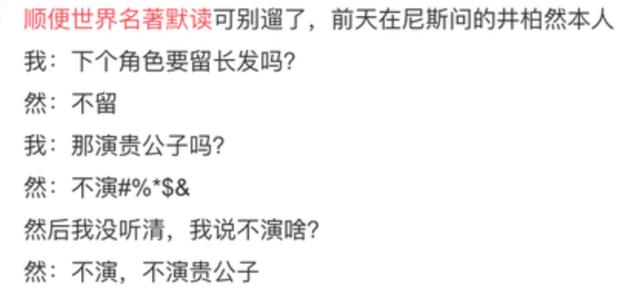 顺便世界名著默读可别遛了，前天在尼斯问的井柏然本人
我：下个角色要留长发吗？
然：不留
我：那演贵公子吗？
然：不演#%*$&
然后我没听清，我说不演啥？
然：不演，不演贵公子